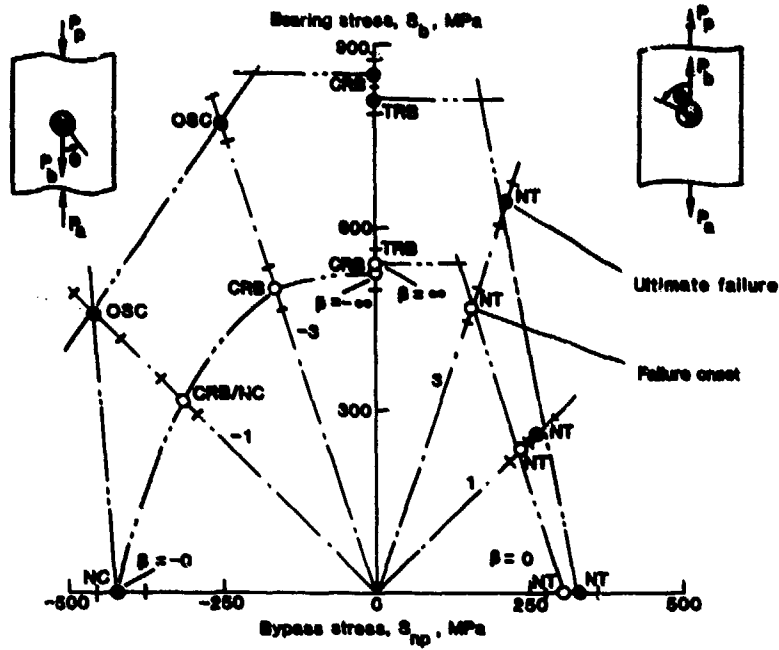 Bearing stress, S_b, MPa
P_p
P_p
900
P_b
CRB
TRB
OSC
θ
θ
P_b
P_a
P_a
NT
600
TRB
CRB
CRB
β=-∞
β=∞
NT
Ultimate failure
OSC
-3
Failure onset
3
CRB/NC
300
-1
NT
NT
1
β=-0
β=0
NC
NT
NT
-500
-250
0
250
500
Bypass stress, S_np, MPa